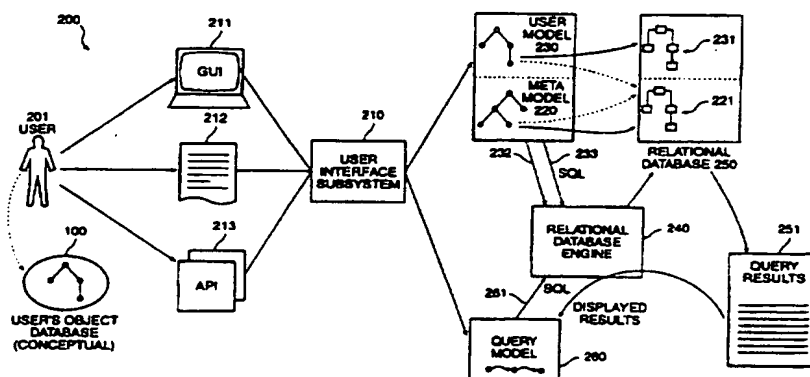 200
201
USER
100
USER'S OBJECT
DATABASE
(CONCEPTUAL)
211
GUI
212
213
API
210
USER
INTERFACE
SUBSYSTEM
USER
MODEL
230
META
MODEL
220
231
221
RELATIONAL
DATABASE 250
232
233
SQL
RELATIONAL
DATABASE
ENGINE
240
261
SQL
DISPLAYED
RESULTS
251
QUERY
RESULTS
QUERY
MODEL
260